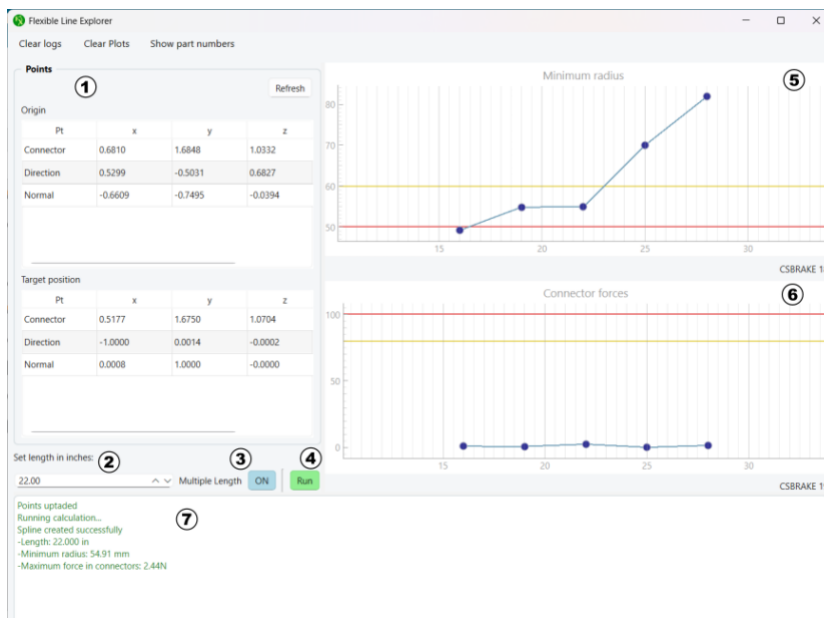 Flexible Line Explorer
Clear logs Clear Plots Show part numbers
Points
1
Refresh
Origin
Pt x y z
Connector 0.6810 1.6848 1.0332
Direction 0.5299 -0.5031 0.6827
Normal -0.6609 -0.7495 -0.0394
Target position
Pt x y z
Connector 0.5177 1.6750 1.0704
Direction -1.0000 0.0014 -0.0002
Normal 0.0008 1.0000 -0.0000
Set length in inches:
2
3
4
22.00
Multiple Length ON Run
Points uptaded
7
Running calculation...
Spline created successfully
-Length: 22.000 in
-Minimum radius: 54.91 mm
-Maximum force in connectors: 2.44N
Minimum radius
5
80
70
60
50
15 20 25 30
CSBRAKE 1
Connector forces
6
100
50
0
15 20 25 30
CSBRAKE 1